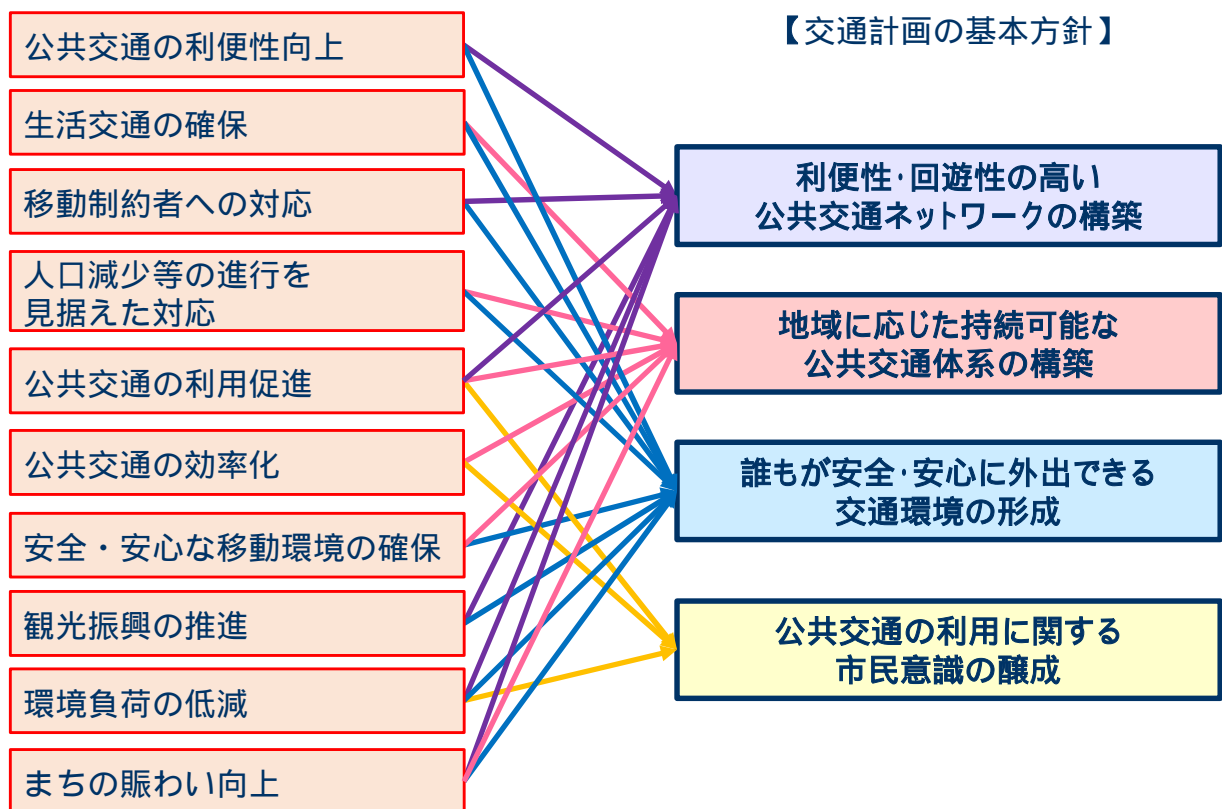 【交通計画の基本方針】
公共交通の利便性向上
生活交通の確保
移動制約者への対応
人口減少等の進行を
見据えた対応
公共交通の利用促進
公共交通の効率化
安全・安心な移動環境の確保
観光振興の推進
環境負荷の低減
まちの賑わい向上
利便性･回遊性の高い
公共交通ネットワークの構築
地域に応じた持続可能な
公共交通体系の構築
誰もが安全･安心に外出できる
交通環境の形成
公共交通の利用に関する
市民意識の醸成